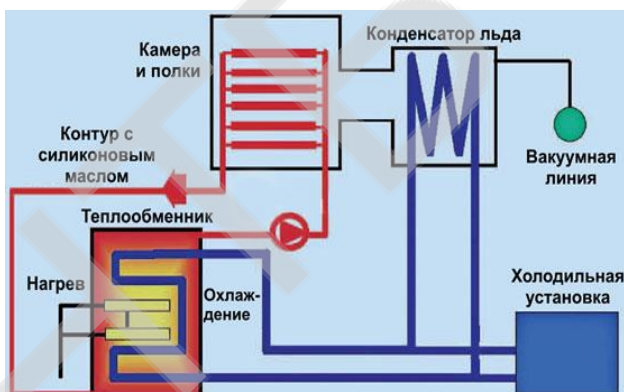 Камера
и полки
Конденсатор льда
Контур с
силиконовым
маслом
Вакуумная
линия
Теплообменник
Нагрев
Охлаж-
дение
Холодильная
установка